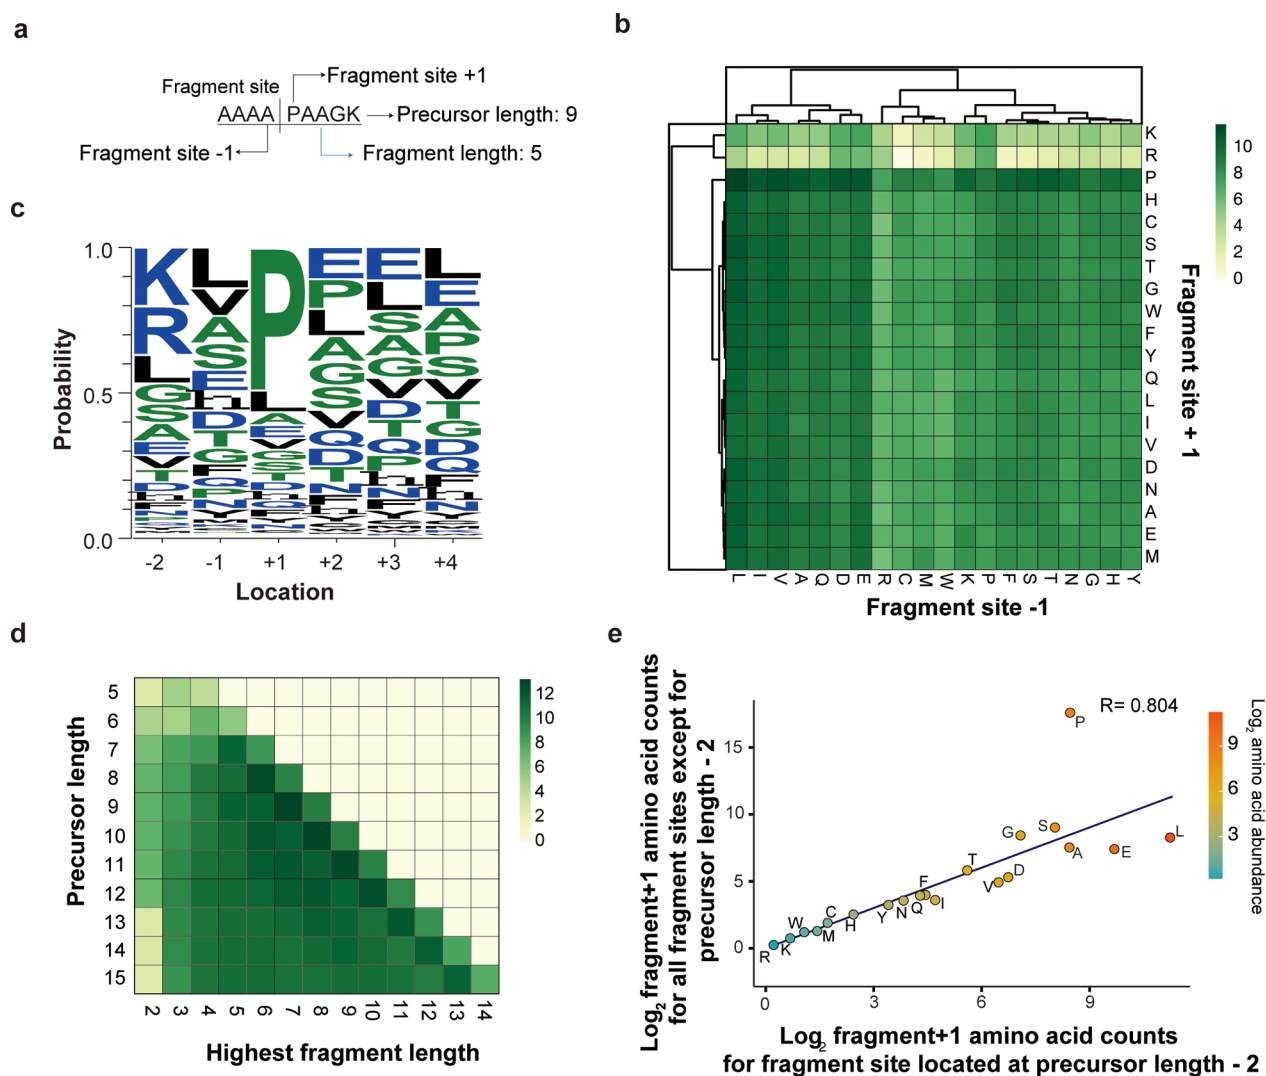 a
Fragment site
Fragment site +1
AAAA PAAGK
Precursor length: 9
Fragment site -1
Fragment length: 5
b
K
R
P
H
C
S
T
G
W
F
Y
Q
L
I
V
D
N
A
E
M
L I V A Q D E R C M W K P F S T N G H Y
Fragment site -1
Fragment site + 1
10
8
6
4
2
0
c
1.0
0.5
0.0
Probability
K L P E E L
R V L P L E
L A A L S A
G S E A G P
S E V G V S
-2 -1 +1 +2 +3 +4
Location
d
5
6
7
8
9
10
11
12
13
14
15
Precursor length
2 3 4 5 6 7 8 9 10 11 12 13 14
Highest fragment length
12
10
8
6
4
2
0
e
Log2 fragment+1 amino acid counts
for all fragment sites except for
precursor length - 2
15
10
5
0
R= 0.804
P
L
E
A
S
G
D
V
T
I
F
Q
N
Y
H
C
M
W
K
R
0 3 6 9
Log2 fragment+1 amino acid counts
for fragment site located at precursor length - 2
9
6
3
Log2 amino acid abundance